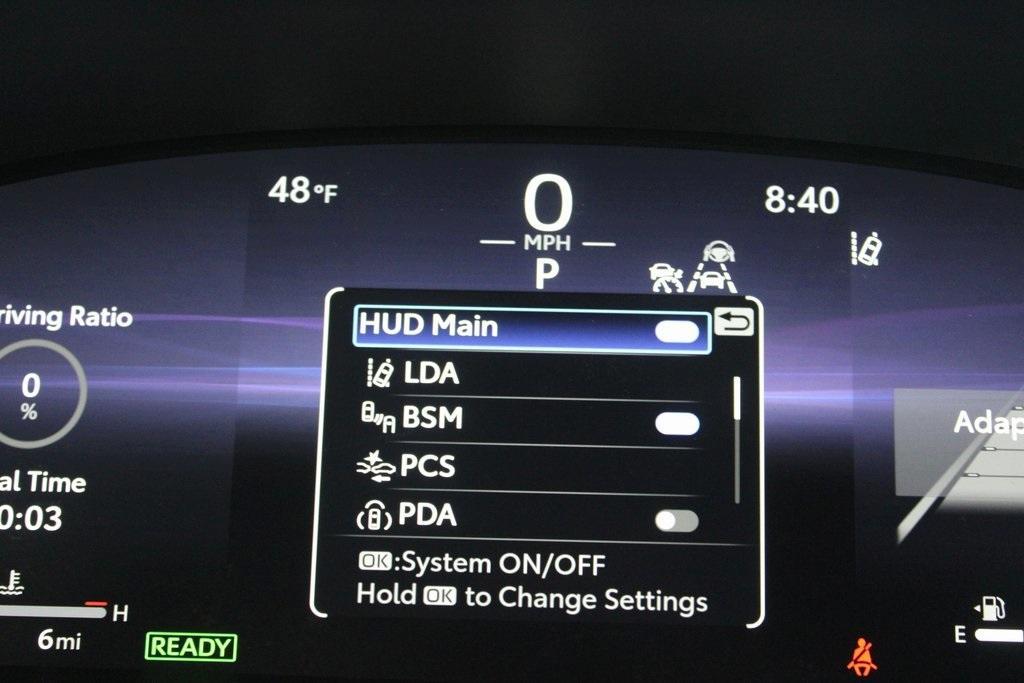 48°F
0
MPH
P
8:40
riving Ratio
0
%
al Time
0:03
H
6mi
READY
HUD Main
LDA
BSM
A
PCS
PDA
OK:System ON/OFF
Hold OK to Change Settings
Adap
E